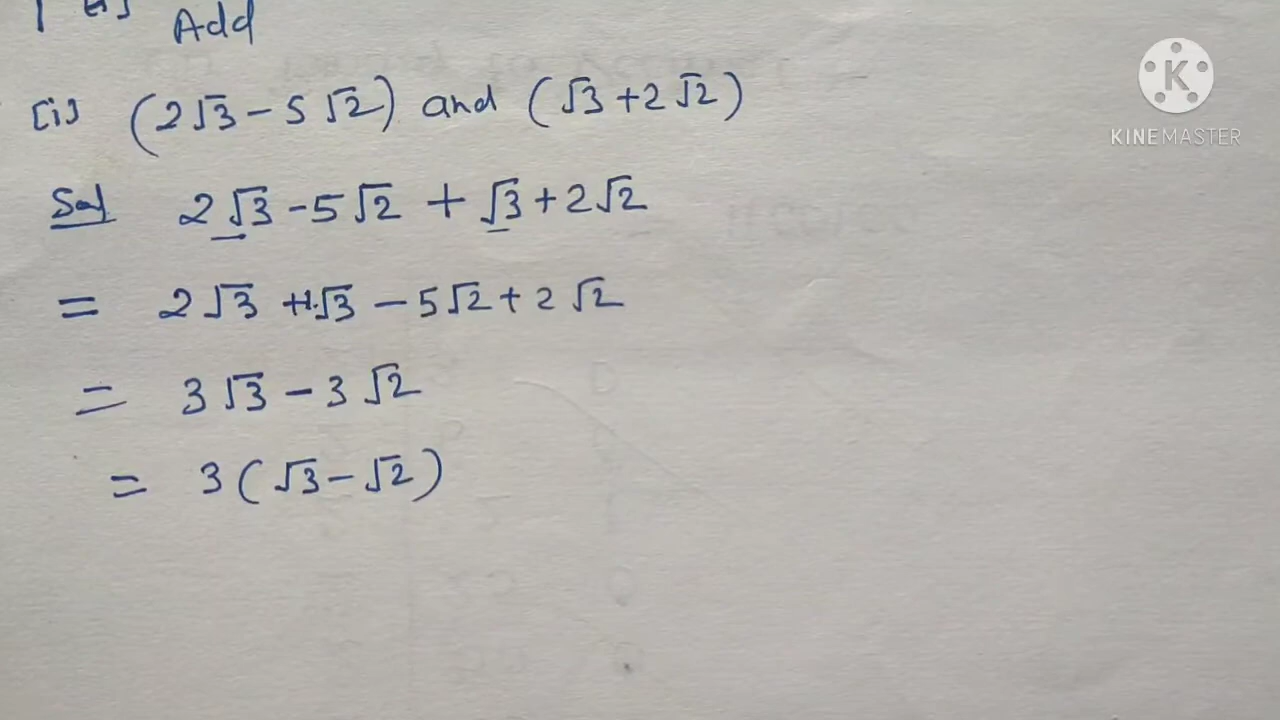 Add
(i) (2√3 - 5√2) and (√3 + 2√2)
Sol 2√3 - 5√2 + √3 + 2√2
= 2√3 + 1·√3 - 5√2 + 2√2
= 3√3 - 3√2
= 3(√3 - √2)
K
KINEMASTER